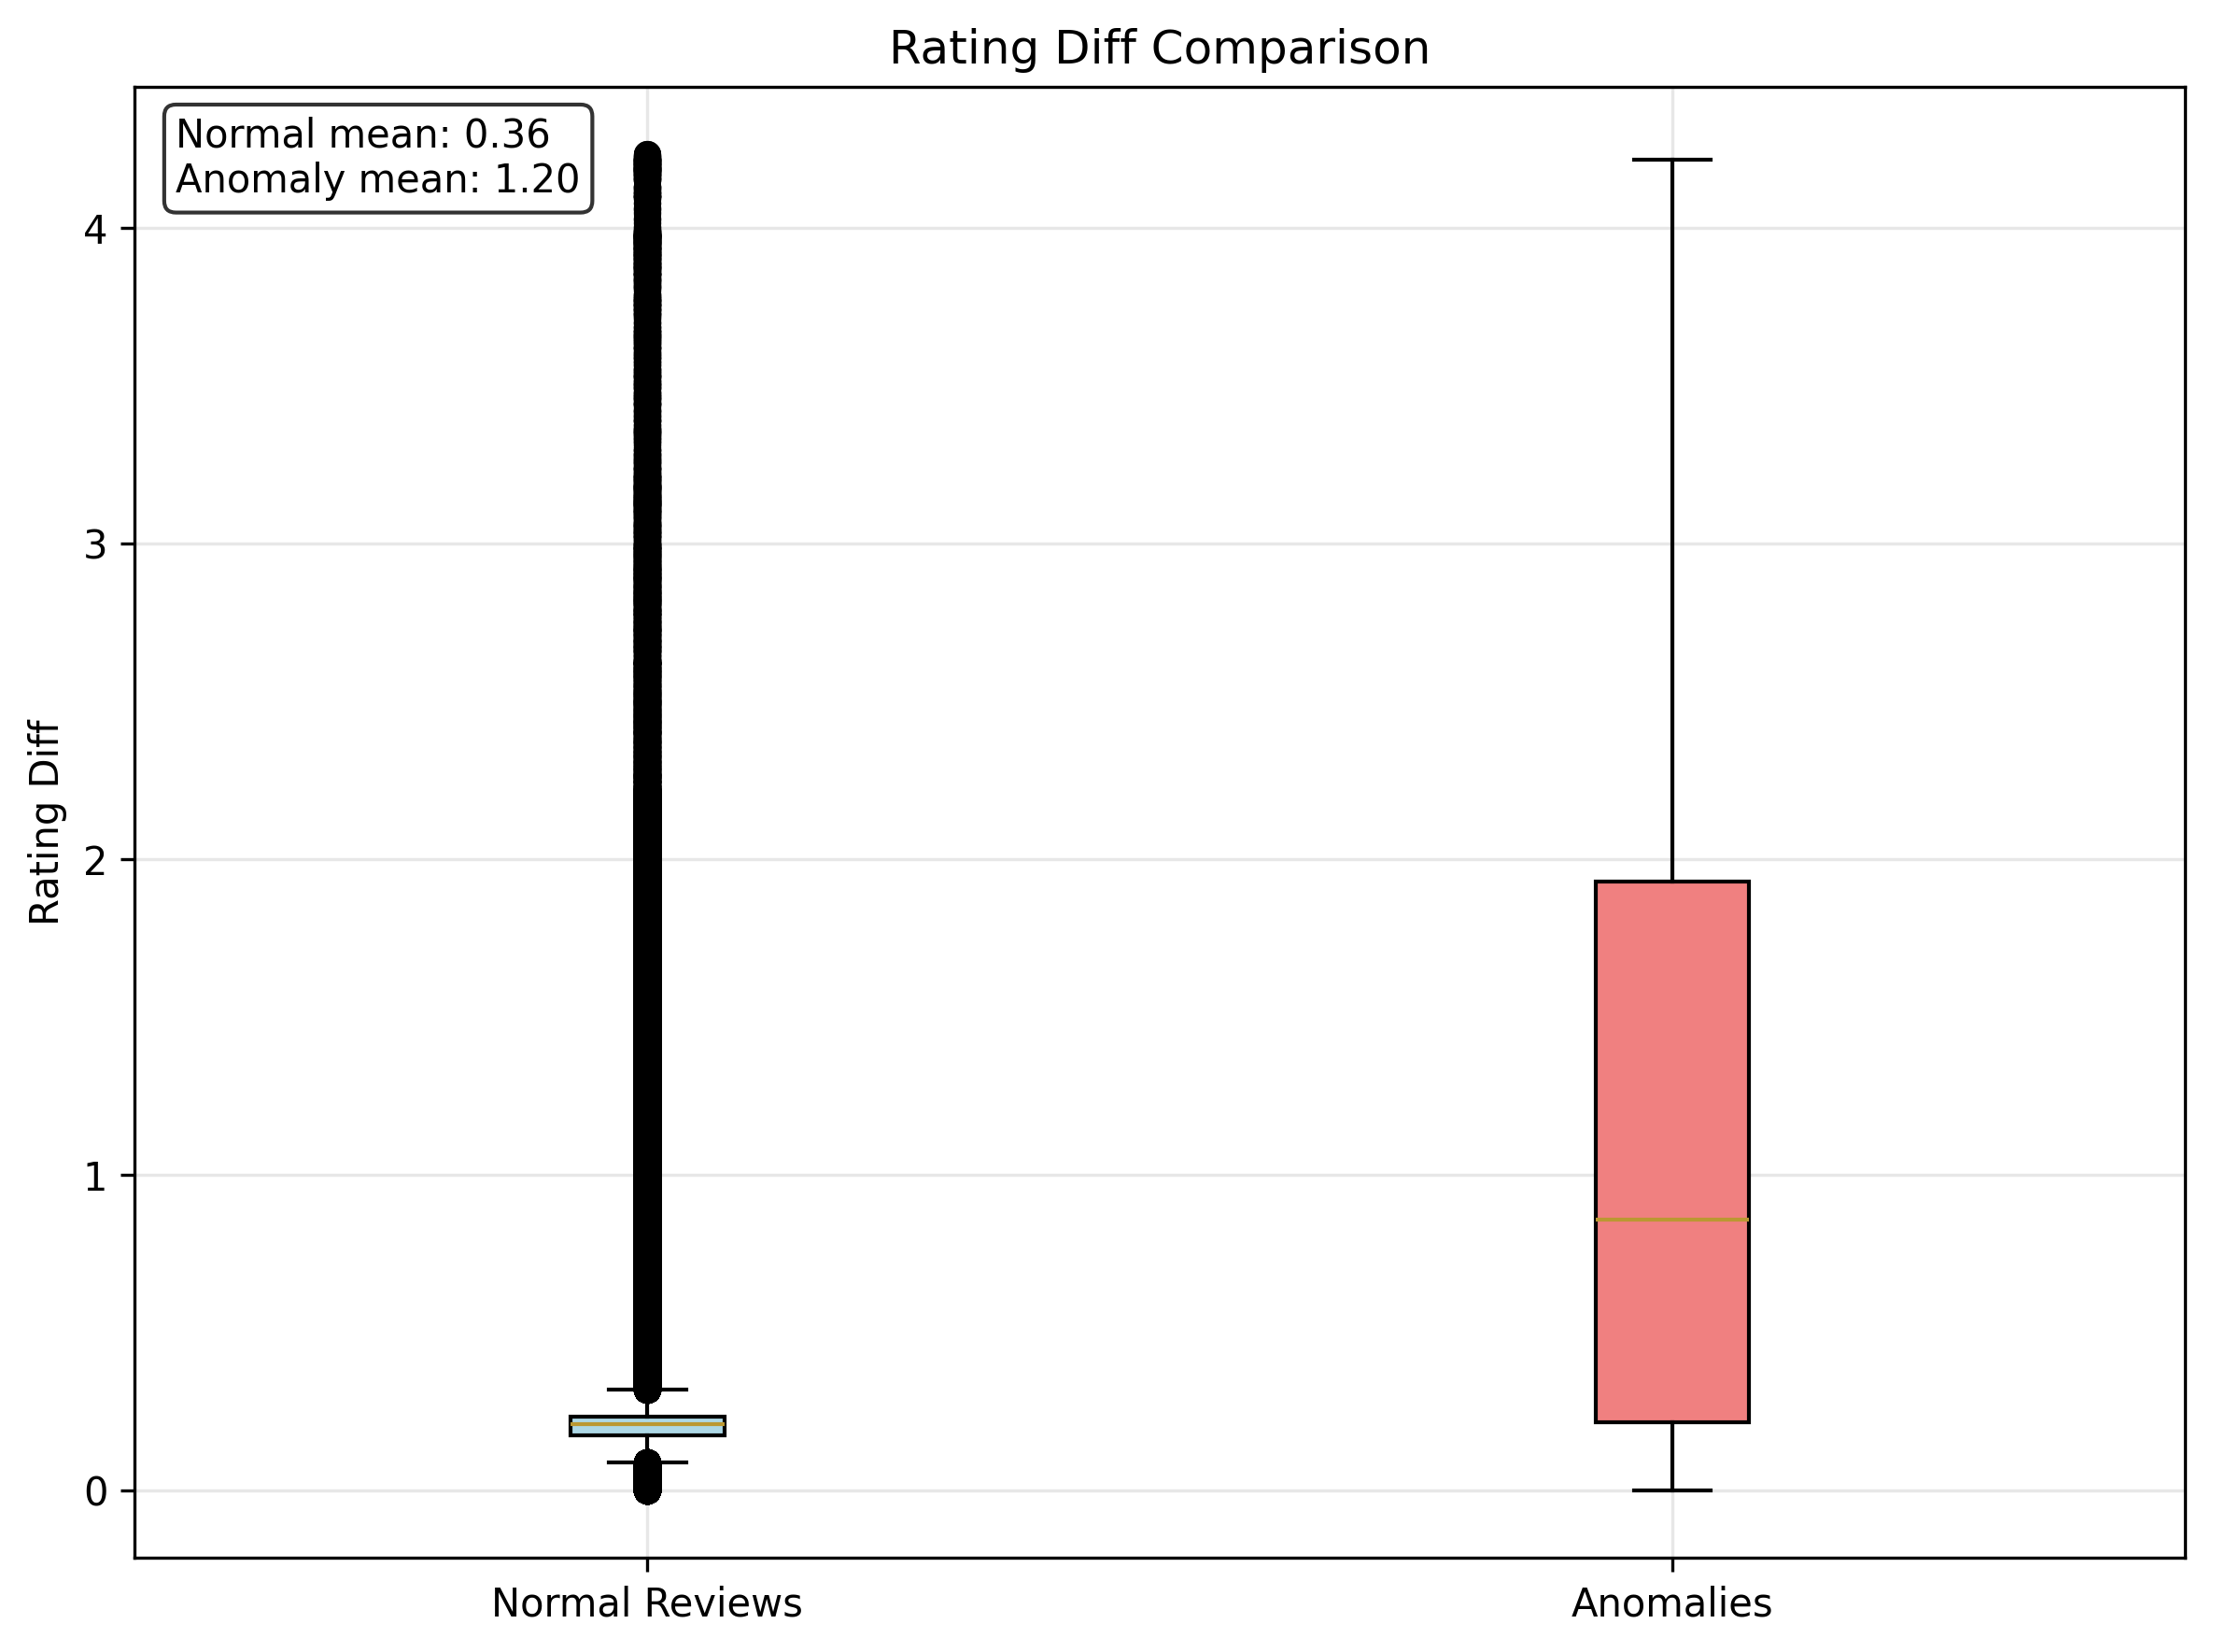 Rating Diff Comparison
Normal mean: 0.36
Anomaly mean: 1.20
Rating Diff
4
3
2
1
0
Normal Reviews
Anomalies